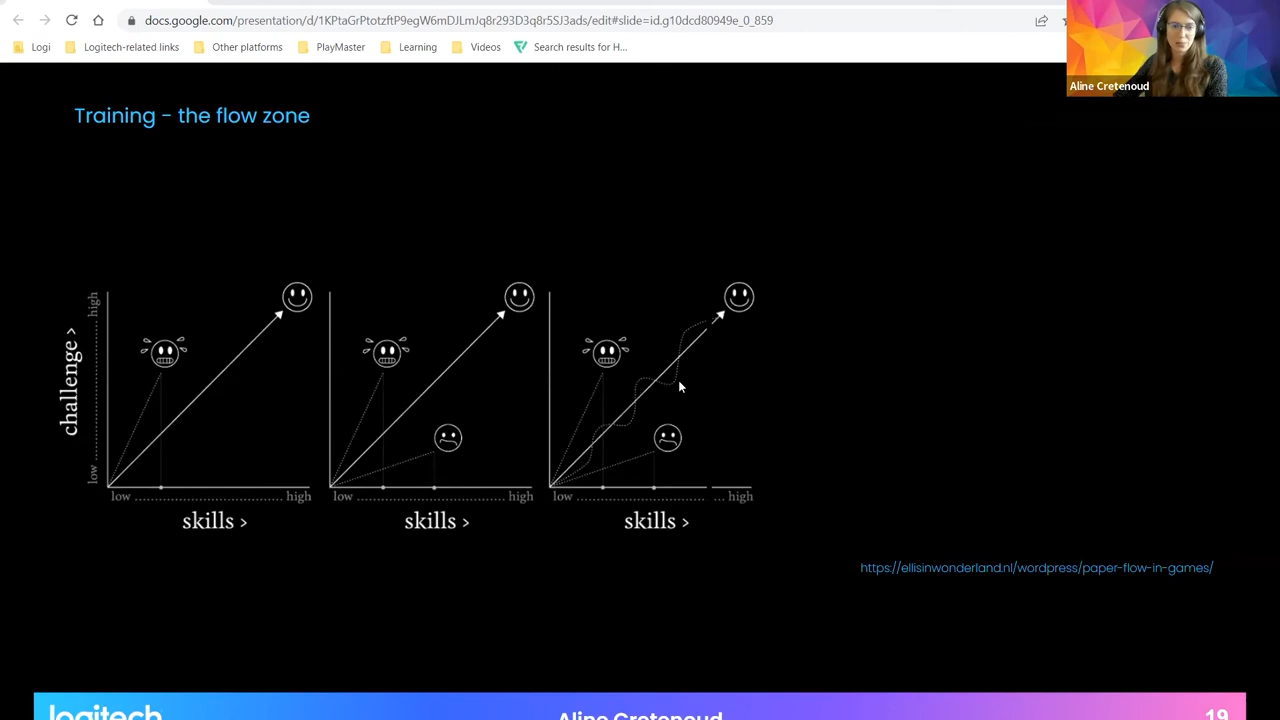 docs.google.com/presentation/d/1KPtaGrPtotzftP9egW6mDJLmJq8r29SD3q8r5SJ3ads/edit#slide=id.g10dcd80949e_0_859
Logi
Logitech-related links
Other platforms
PlayMaster
Learning
Videos
Search results for H...
Aline Cretenoud
Training - the flow zone
challenge >
low
high
low
high
skills >
low
high
skills >
low
high
skills >
https://ellisinwonderland.nl/wordpress/paper-flow-in-games/
logitech
Aline Cretenoud
19